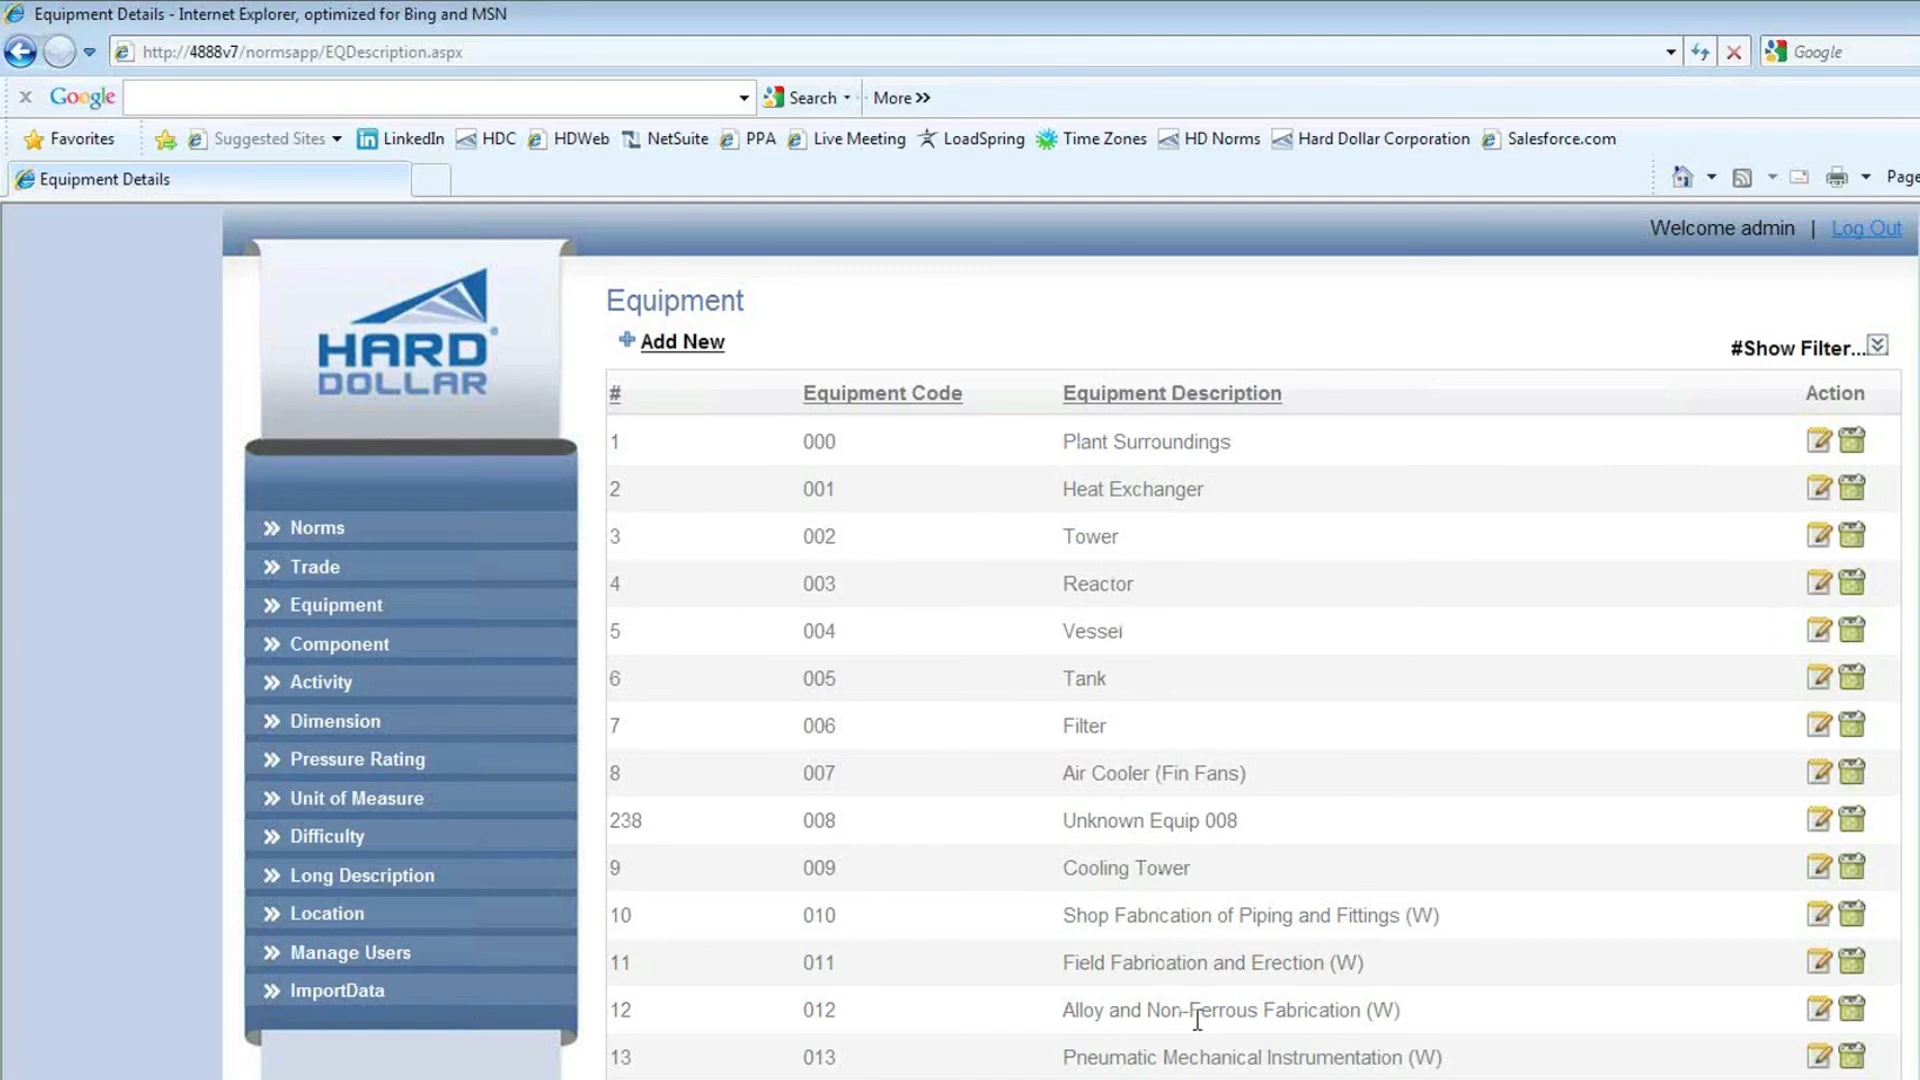 Equipment Details - Internet Explorer, optimized for Bing and MSN
http://4888v7/normsapp/EQDescription.aspx
Google
x Google Search More >>
Favorites Suggested Sites LinkedIn HDC HDWeb NetSuite PPA Live Meeting LoadSpring Time Zones HD Norms Hard Dollar Corporation Salesforce.com
Equipment Details
Page
Welcome admin | Log Out
HARD
DOLLAR
Norms
Trade
Equipment
Component
Activity
Dimension
Pressure Rating
Unit of Measure
Difficulty
Long Description
Location
Manage Users
ImportData
Equipment
Add New
#Show Filter...
# Equipment Code Equipment Description Action
1 000 Plant Surroundings
2 001 Heat Exchanger
3 002 Tower
4 003 Reactor
5 004 Vessel
6 005 Tank
7 006 Filter
8 007 Air Cooler (Fin Fans)
238 008 Unknown Equip 008
9 009 Cooling Tower
10 010 Shop Fabrication of Piping and Fittings (W)
11 011 Field Fabrication and Erection (W)
12 012 Alloy and Non-Ferrous Fabrication (W)
13 013 Pneumatic Mechanical Instrumentation (W)